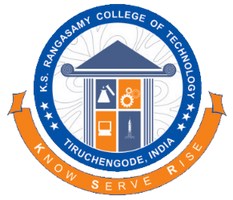 K.S. RANGASAMY COLLEGE OF TECHNOLOGY
TIRUCHENGODE, INDIA
KNOW SERVE RISE